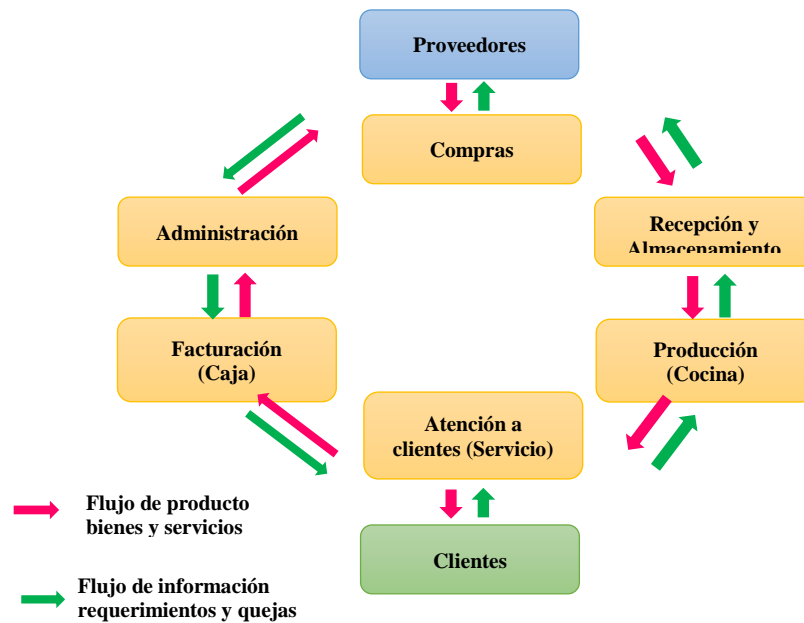 Proveedores
Compras
Administración
Recepción y
Almacenamiento
Facturación
(Caja)
Producción
(Cocina)
Atención a
clientes (Servicio)
Clientes
Flujo de producto
bienes y servicios
Flujo de información
requerimientos y quejas